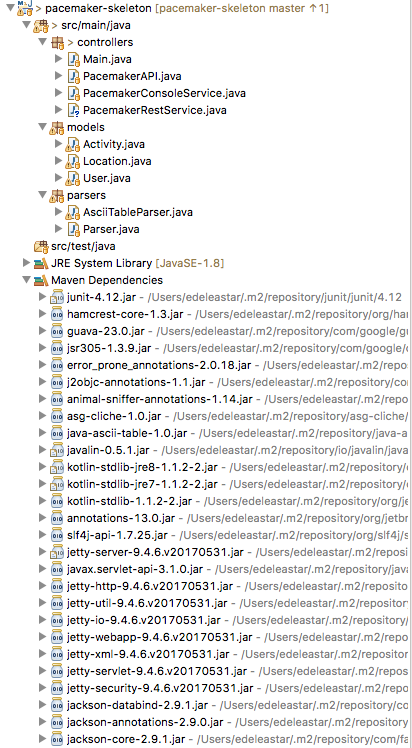 > pacemaker-skeleton [pacemaker-skeleton master ↑1]
> src/main/java
> controllers
Main.java
PacemakerAPI.java
PacemakerConsoleService.java
PacemakerRestService.java
models
Activity.java
Location.java
User.java
parsers
AsciiTableParser.java
Parser.java
src/test/java
JRE System Library [JavaSE-1.8]
Maven Dependencies
junit-4.12.jar - /Users/edeleastar/.m2/repository/junit/junit/4.12
hamcrest-core-1.3.jar - /Users/edeleastar/.m2/repository/org/har
guava-23.0.jar - /Users/edeleastar/.m2/repository/com/google/g
jsr305-1.3.9.jar - /Users/edeleastar/.m2/repository/com/google/
error_prone_annotations-2.0.18.jar - /Users/edeleastar/.m2/rep
j2objc-annotations-1.1.jar - /Users/edeleastar/.m2/repository/co
animal-sniffer-annotations-1.14.jar - /Users/edeleastar/.m2/repo
asg-cliche-1.0.jar - /Users/edeleastar/.m2/repository/asg-cliche/
java-ascii-table-1.0.jar - /Users/edeleastar/.m2/repository/java-a
javalin-0.5.1.jar - /Users/edeleastar/.m2/repository/io/javalin/java
kotlin-stdlib-jre8-1.1.2-2.jar - /Users/edeleastar/.m2/repository/o
kotlin-stdlib-jre7-1.1.2-2.jar - /Users/edeleastar/.m2/repository/o
kotlin-stdlib-1.1.2-2.jar - /Users/edeleastar/.m2/repository/org/je
annotations-13.0.jar - /Users/edeleastar/.m2/repository/org/jetbr
slf4j-api-1.7.25.jar - /Users/edeleastar/.m2/repository/org/slf4j/s
jetty-server-9.4.6.v20170531.jar - /Users/edeleastar/.m2/reposit
javax.servlet-api-3.1.0.jar - /Users/edeleastar/.m2/repository/java
jetty-http-9.4.6.v20170531.jar - /Users/edeleastar/.m2/repositor
jetty-util-9.4.6.v20170531.jar - /Users/edeleastar/.m2/repository
jetty-io-9.4.6.v20170531.jar - /Users/edeleastar/.m2/repository/o
jetty-webapp-9.4.6.v20170531.jar - /Users/edeleastar/.m2/repos
jetty-xml-9.4.6.v20170531.jar - /Users/edeleastar/.m2/repository
jetty-servlet-9.4.6.v20170531.jar - /Users/edeleastar/.m2/reposi
jetty-security-9.4.6.v20170531.jar - /Users/edeleastar/.m2/repos
jackson-databind-2.9.1.jar - /Users/edeleastar/.m2/repository/co
jackson-annotations-2.9.0.jar - /Users/edeleastar/.m2/repository
jackson-core-2.9.1.jar - /Users/edeleastar/.m2/repository/com/fa